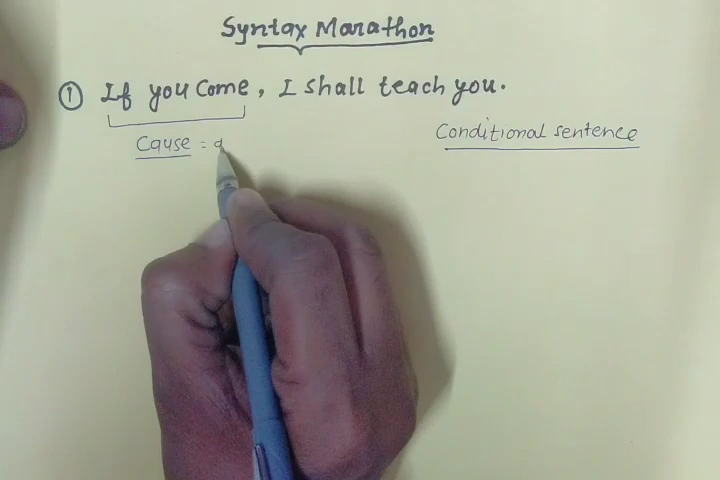 Syntax Marathon
① If you come, I shall teach you.
Conditional sentence
Cause =